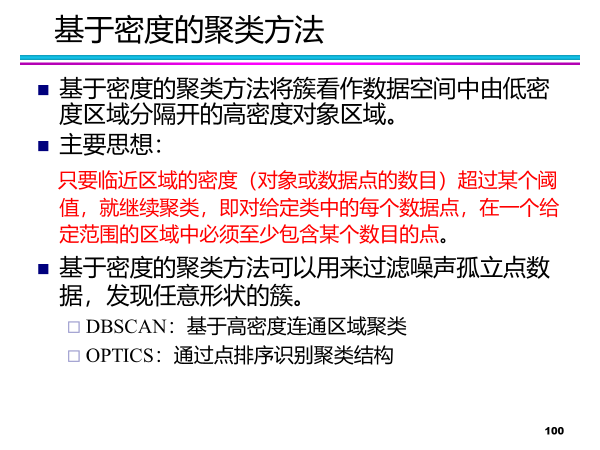 基于密度的聚类方法
基于密度的聚类方法将簇看作数据空间中由低密
度区域分隔开的高密度对象区域。
主要思想：
只要临近区域的密度（对象或数据点的数目）超过某个阈
值，就继续聚类，即对给定类中的每个数据点，在一个给
定范围的区域中必须至少包含某个数目的点。
基于密度的聚类方法可以用来过滤噪声孤立点数
据，发现任意形状的簇。
DBSCAN：基于高密度连通区域聚类
OPTICS：通过点排序识别聚类结构
100